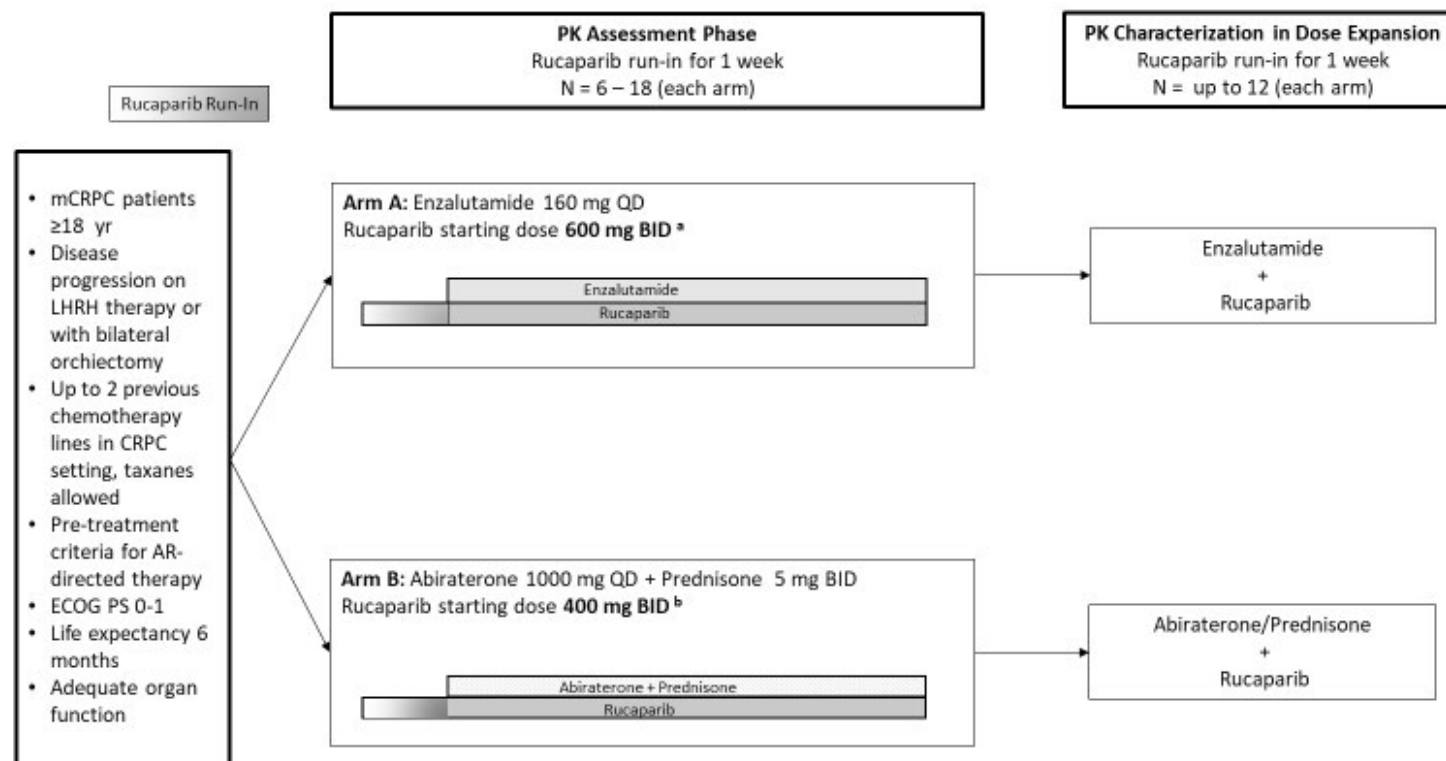 PK Assessment Phase
Rucaparib run-in for 1 week
N = 6 – 18 (each arm)
PK Characterization in Dose Expansion
Rucaparib run-in for 1 week
N = up to 12 (each arm)
Rucaparib Run-In
• mCRPC patients
≥18 yr
• Disease
progression on
LHRH therapy or
with bilateral
orchiectomy
• Up to 2 previous
chemotherapy
lines in CRPC
setting, taxanes
allowed
• Pre-treatment
criteria for AR-
directed therapy
• ECOG PS 0-1
• Life expectancy 6
months
• Adequate organ
function
Arm A: Enzalutamide 160 mg QD
Rucaparib starting dose 600 mg BID a
Enzalutamide
Rucaparib
Enzalutamide
+
Rucaparib
Arm B: Abiraterone 1000 mg QD + Prednisone 5 mg BID
Rucaparib starting dose 400 mg BID b
Abiraterone + Prednisone
Rucaparib
Abiraterone/Prednisone
+
Rucaparib